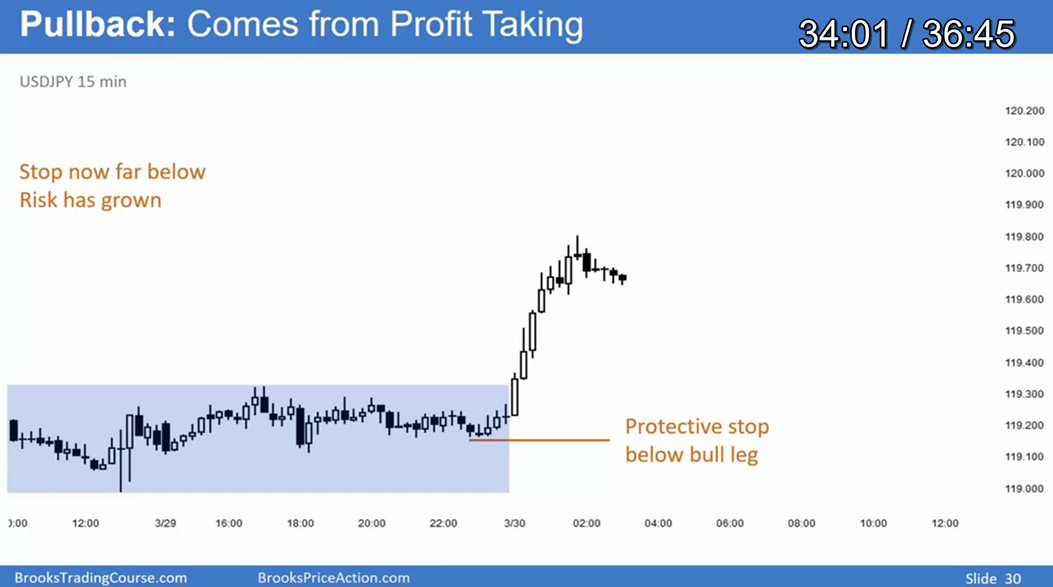 Pullback: Comes from Profit Taking
34:01 / 36:45
USDJPY 15 min
Stop now far below
Risk has grown
Protective stop
below bull leg
120.200
120.100
120.000
119.900
119.800
119.700
119.600
119.500
119.400
119.300
119.200
119.100
119.000
0:00 12:00 3/29 16:00 18:00 20:00 22:00 3/30 02:00 04:00 06:00 08:00 10:00 12:00
BrooksTradingCourse.com BrooksPriceAction.com Slide 30